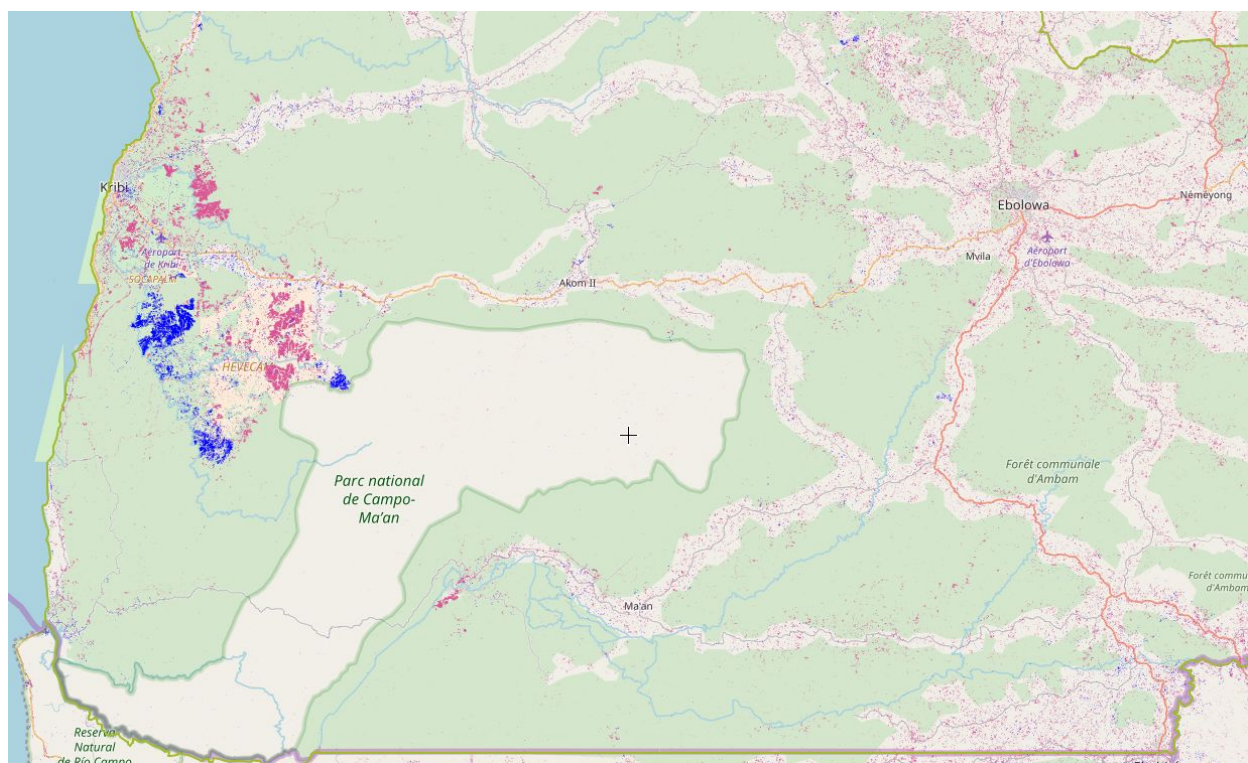 Kribi
Aéroport
de Kribi
SOCAPALM
HEVECAM
Akom II
Ebolowa
Némeyong
Mvila
Aéroport
d'Ebolowa
Parc national
de Campo-
Ma'an
Forêt communale
d'Ambam
Forêt commu
d'Ambam
Ma'an
Reserva
Natural
de Río Campo